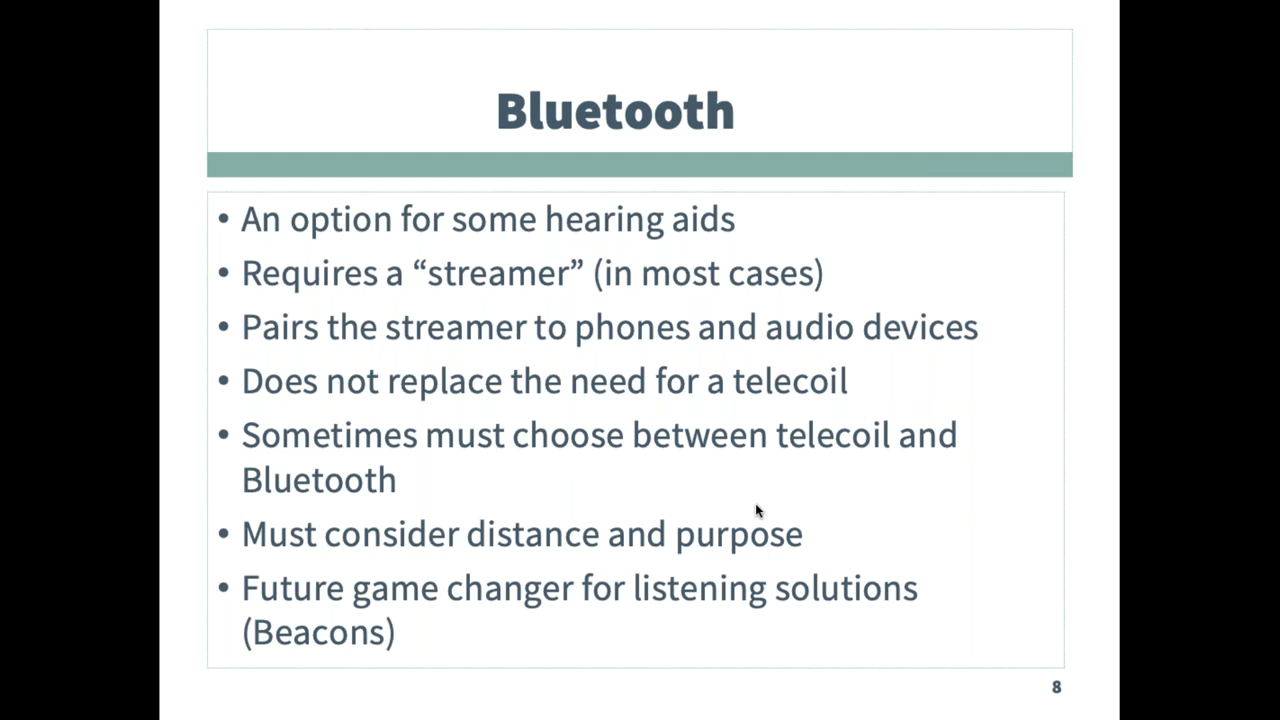 Bluetooth
• An option for some hearing aids
• Requires a “streamer” (in most cases)
• Pairs the streamer to phones and audio devices
• Does not replace the need for a telecoil
• Sometimes must choose between telecoil and
Bluetooth
• Must consider distance and purpose
• Future game changer for listening solutions
(Beacons)
8